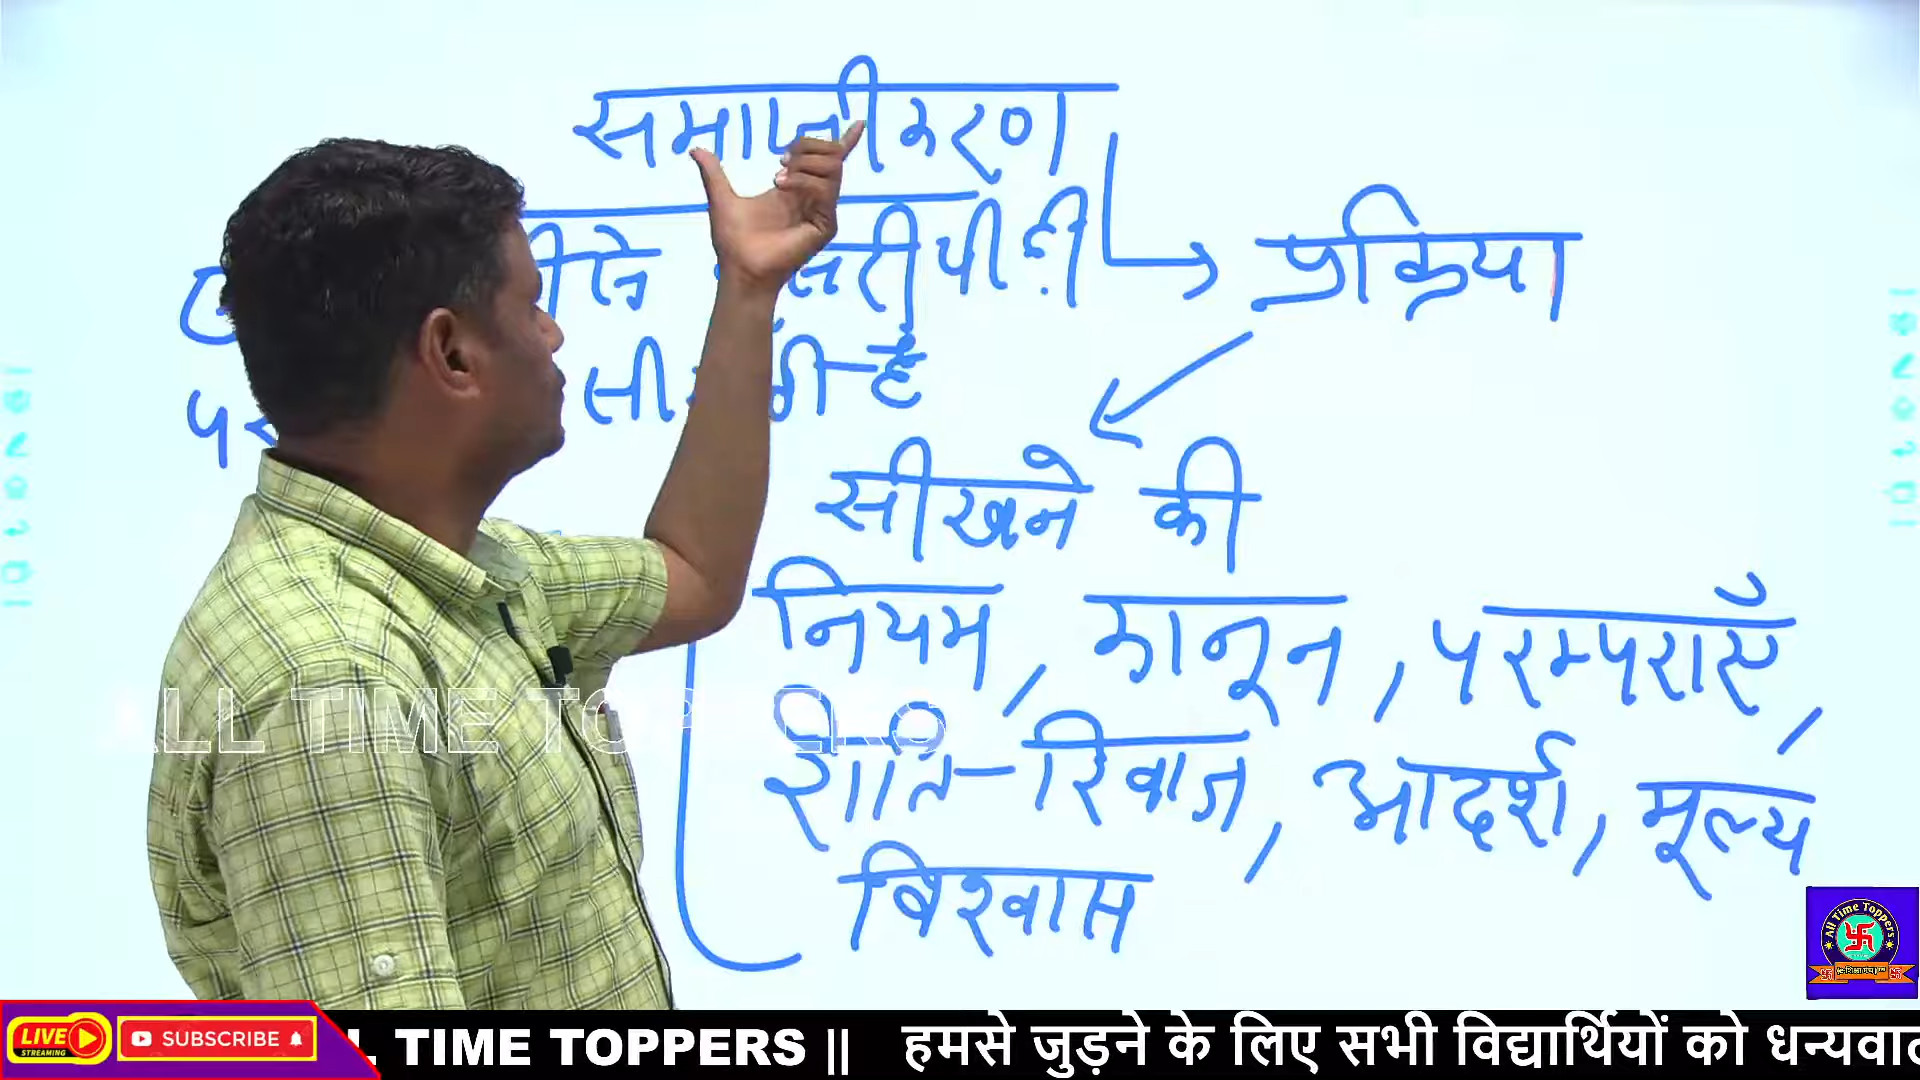 समाजीकरण
दूसरी पीढ़ी
प्रक्रिया
है
सीखने की
नियम, कानून, परम्पराएँ,
रीति-रिवाज, आदर्श, मूल्य
विश्वास
ALL TIME TOPPERS
All Time Toppers
LIVE STREAMING
SUBSCRIBE
L TIME TOPPERS || हमसे जुड़ने के लिए सभी विद्यार्थियों को धन्यवाद